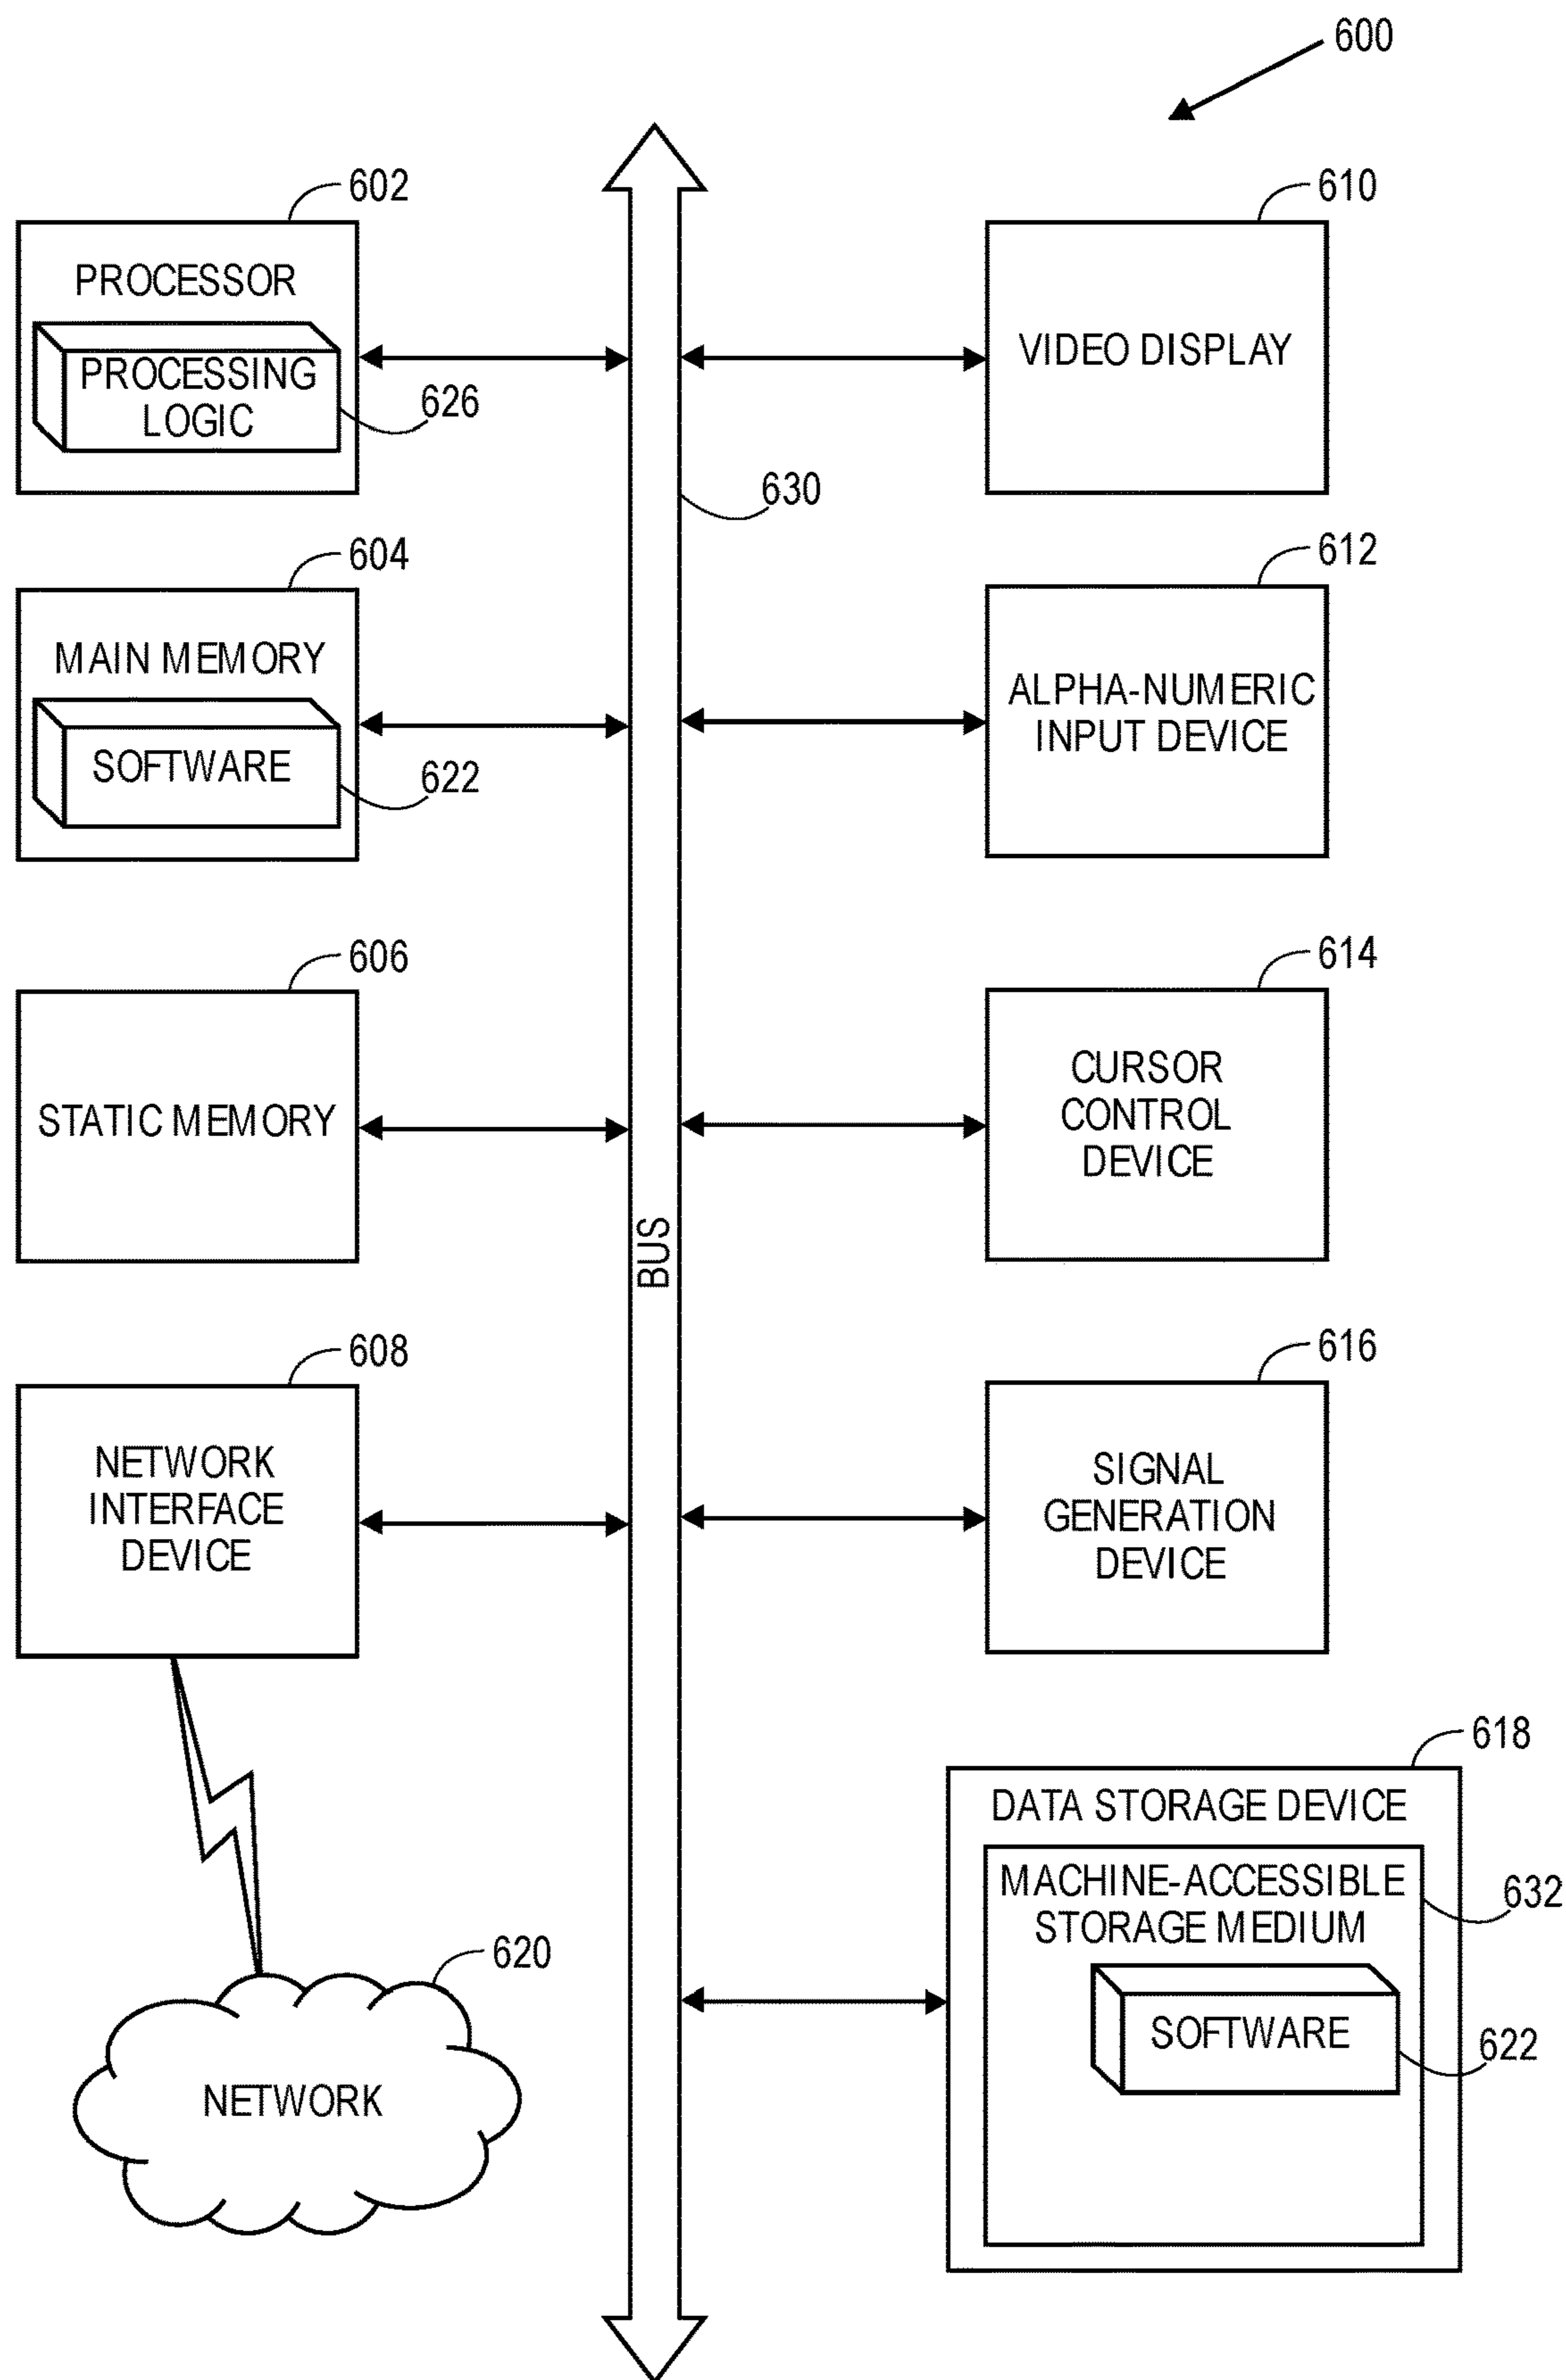 600
602
PROCESSOR
PROCESSING
LOGIC
626
604
MAIN MEMORY
SOFTWARE
622
606
STATIC MEMORY
608
NETWORK
INTERFACE
DEVICE
620
NETWORK
630
BUS
610
VIDEO DISPLAY
612
ALPHA-NUMERIC
INPUT DEVICE
614
CURSOR
CONTROL
DEVICE
616
SIGNAL
GENERATION
DEVICE
618
DATA STORAGE DEVICE
MACHINE-ACCESSIBLE
STORAGE MEDIUM
632
SOFTWARE
622